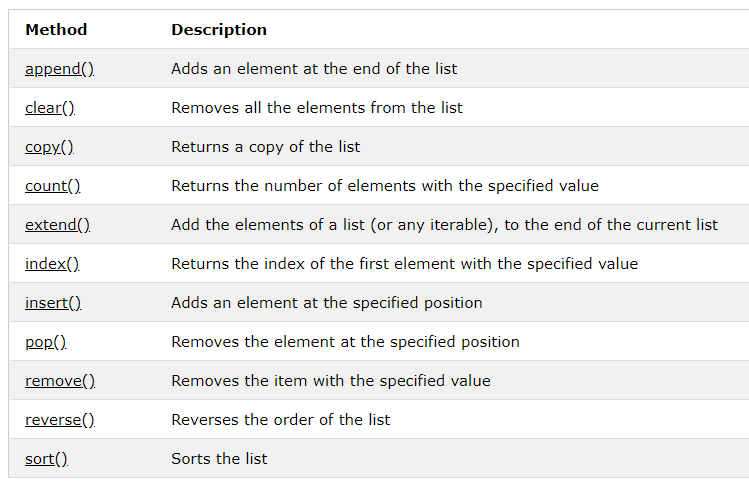 Method Description
append() Adds an element at the end of the list
clear() Removes all the elements from the list
copy() Returns a copy of the list
count() Returns the number of elements with the specified value
extend() Add the elements of a list (or any iterable), to the end of the current list
index() Returns the index of the first element with the specified value
insert() Adds an element at the specified position
pop() Removes the element at the specified position
remove() Removes the item with the specified value
reverse() Reverses the order of the list
sort() Sorts the list